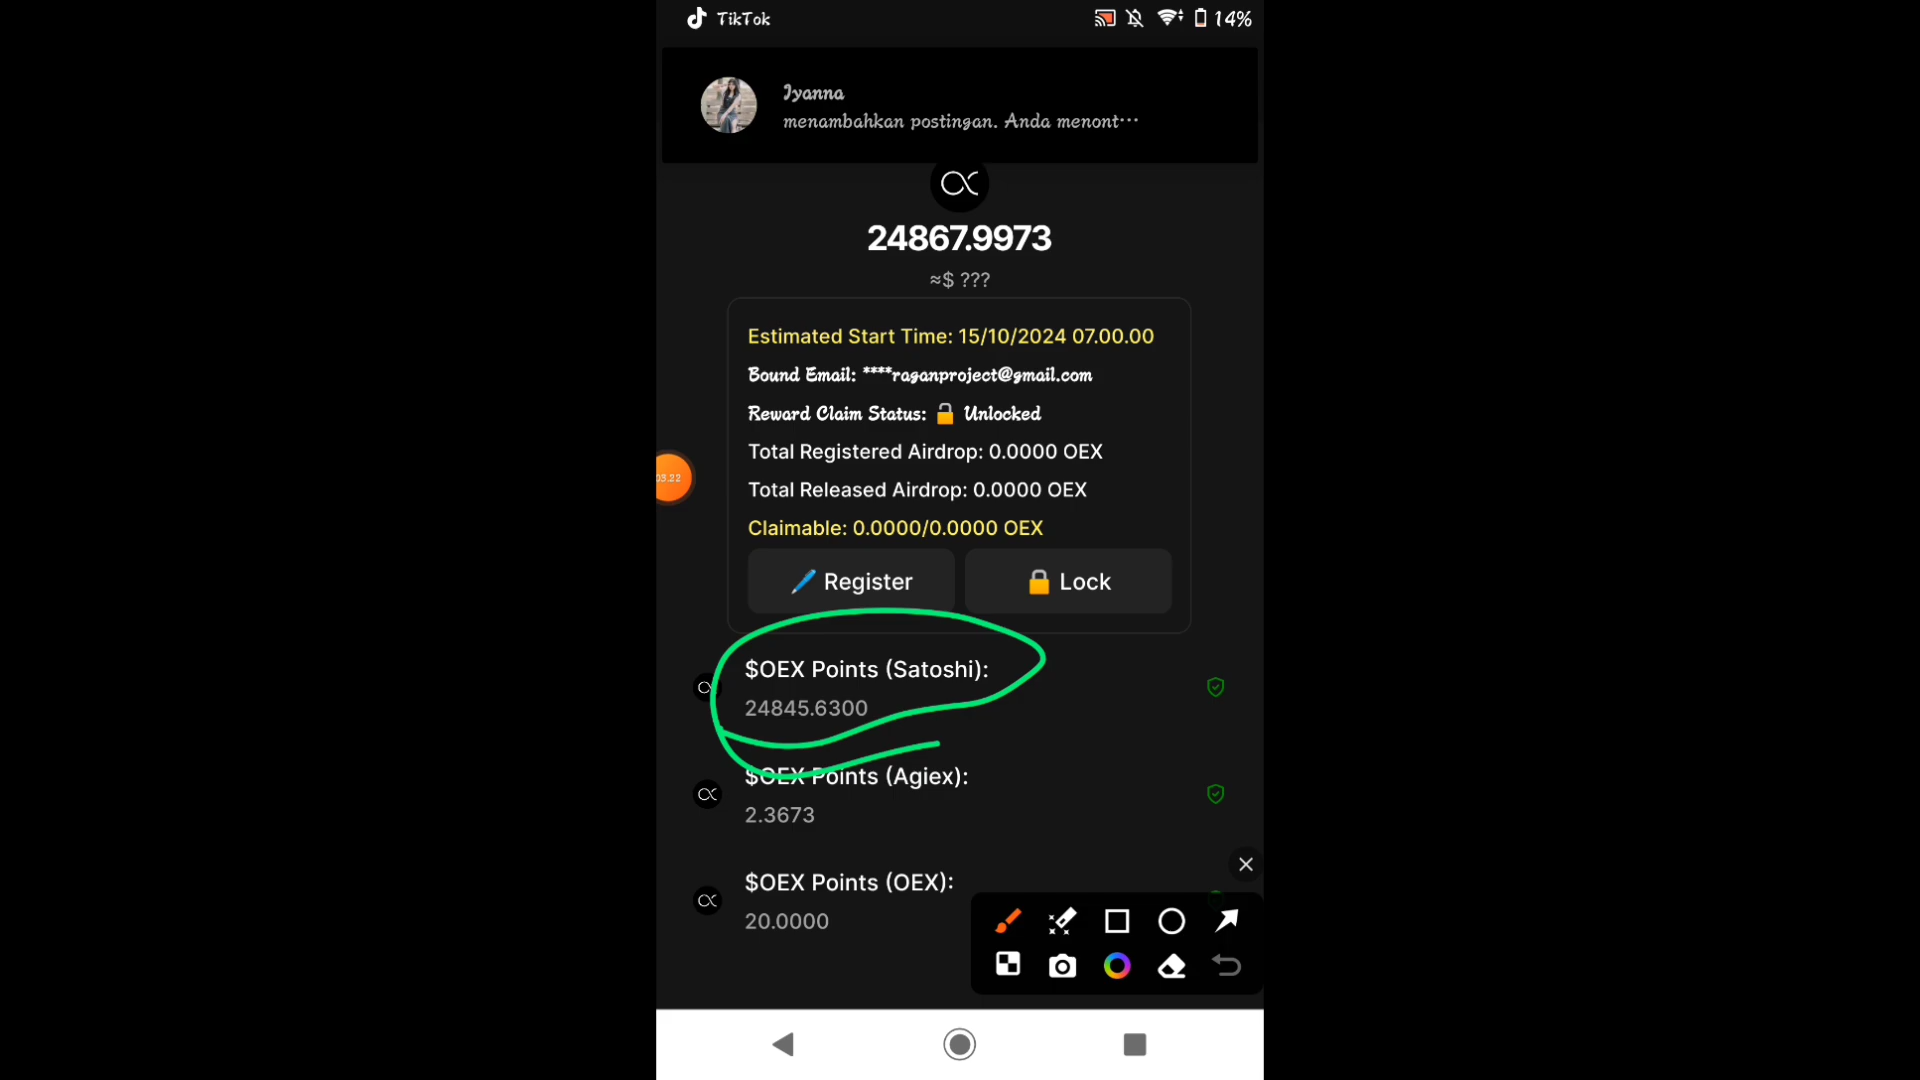 TikTok
14%
Iyanna
menambahkan postingan. Anda menont…
24867.9973
≈$ ???
Estimated Start Time: 15/10/2024 07.00.00
Bound Email: ****raganproject@gmail.com
Reward Claim Status: 🔓 Unlocked
Total Registered Airdrop: 0.0000 OEX
Total Released Airdrop: 0.0000 OEX
03.22
Claimable: 0.0000/0.0000 OEX
🖊️ Register
🔒 Lock
$OEX Points (Satoshi):
24845.6300
$OEX Points (Agiex):
2.3673
$OEX Points (OEX):
20.0000